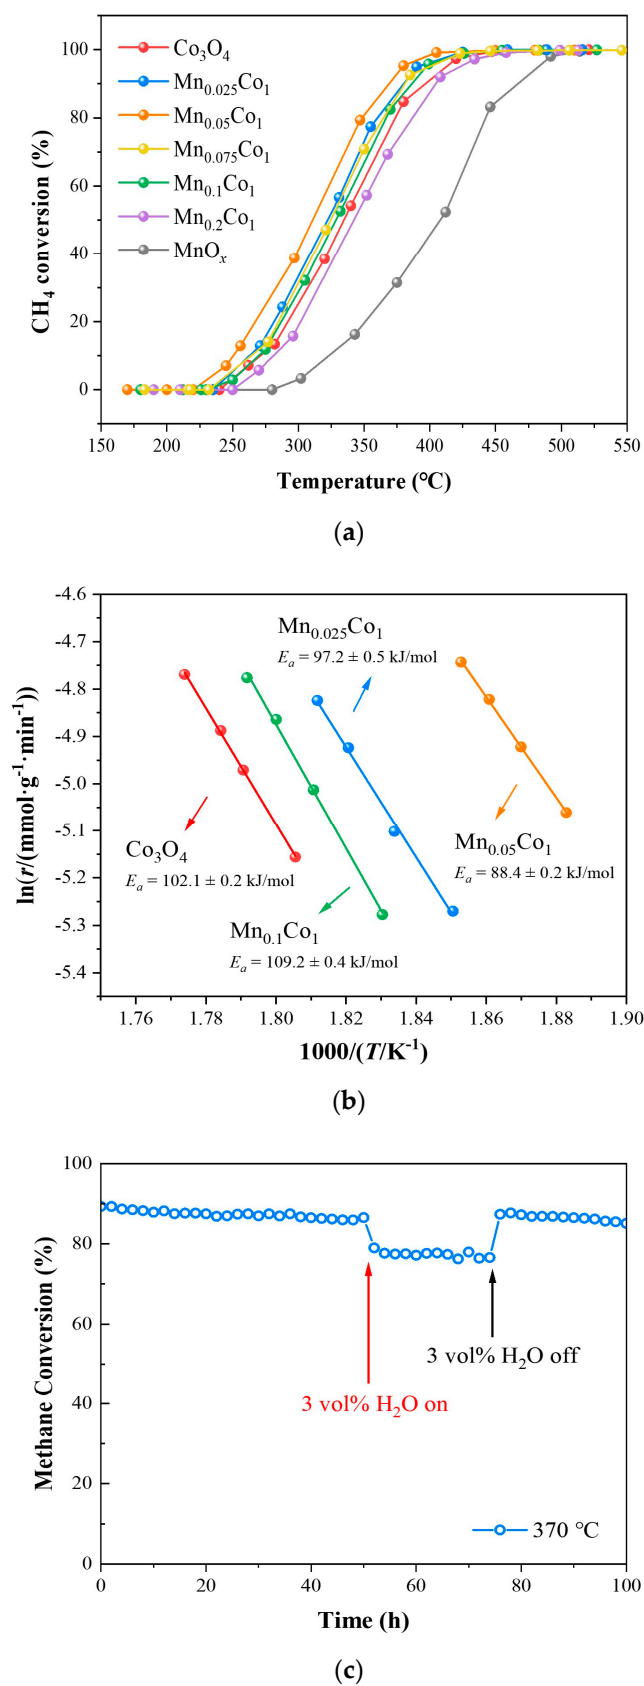 100
80
60
40
20
0
CH₄ conversion (%)
Co₃O₄
Mn₀.₀₂₅Co₁
Mn₀.₀₅Co₁
Mn₀.₀₇₅Co₁
Mn₀.₁Co₁
Mn₀.₂Co₁
MnOₓ
150 200 250 300 350 400 450 500 550
Temperature (°C)
(a)
-4.6
-4.7
-4.8
-4.9
-5.0
-5.1
-5.2
-5.3
-5.4
ln(r/(mmol·g⁻¹·min⁻¹))
Mn₀.₀₂₅Co₁
Eₐ = 97.2 ± 0.5 kJ/mol
Co₃O₄
Eₐ = 102.1 ± 0.2 kJ/mol
Mn₀.₀₅Co₁
Eₐ = 88.4 ± 0.2 kJ/mol
Mn₀.₁Co₁
Eₐ = 109.2 ± 0.4 kJ/mol
1.76 1.78 1.80 1.82 1.84 1.86 1.88 1.90
1000/(T/K⁻¹)
(b)
100
80
60
40
20
0
Methane Conversion (%)
3 vol% H₂O off
3 vol% H₂O on
370 °C
0 20 40 60 80 100
Time (h)
(c)